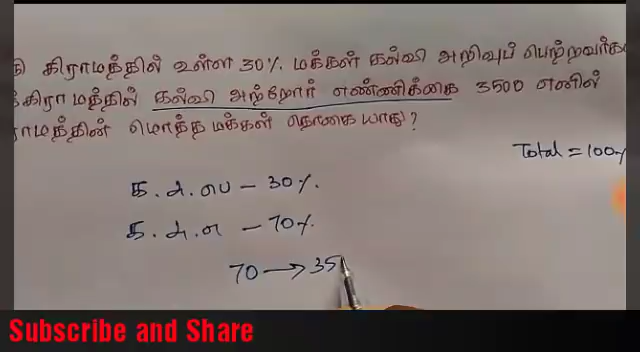 கிராமத்தில் உள்ள 30% மக்கள் கல்வி அறிவுப் பெற்றவர்கள்
கிராமத்தில் கல்வி அற்றோர் எண்ணிக்கை 3500 எனில்
ராமத்தின் மொத்த மக்கள் தொகை யாது?
Total = 100%
க. அ. பெ - 30%.
க. அ. எ - 70%.
70 → 35
Subscribe and Share